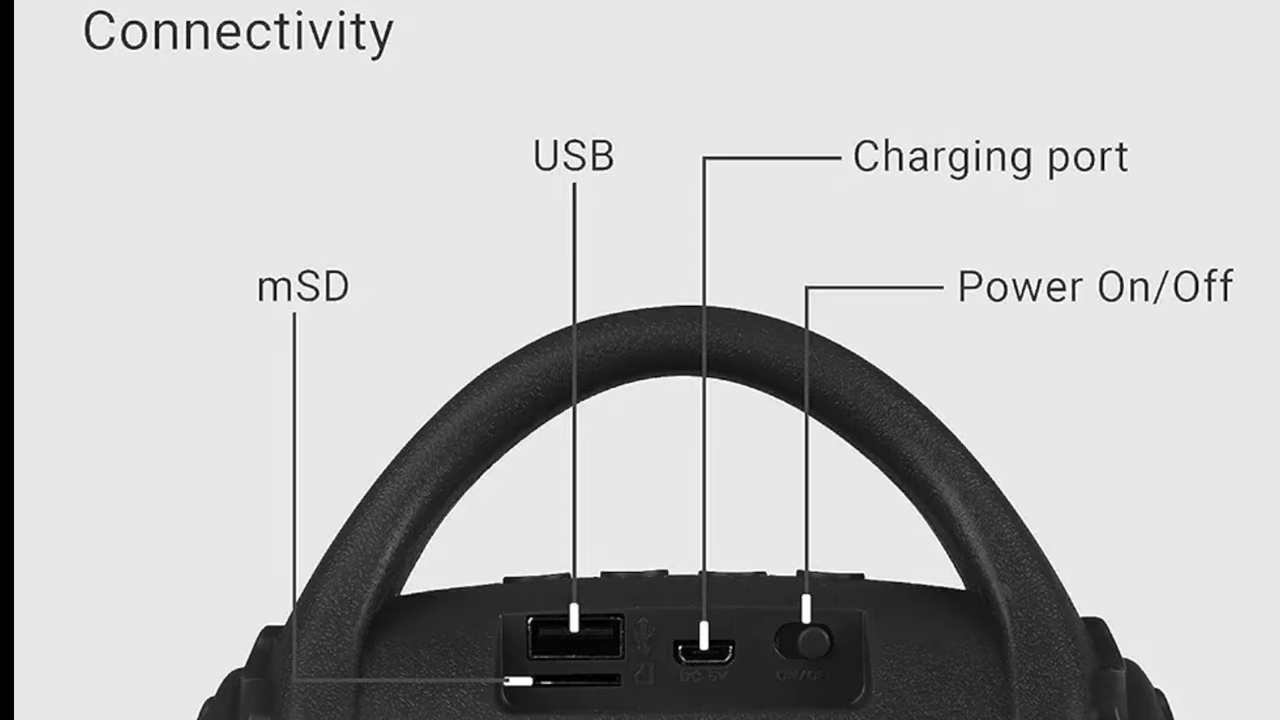 Connectivity
USB
Charging port
mSD
Power On/Off
DC 5V
ON/OFF